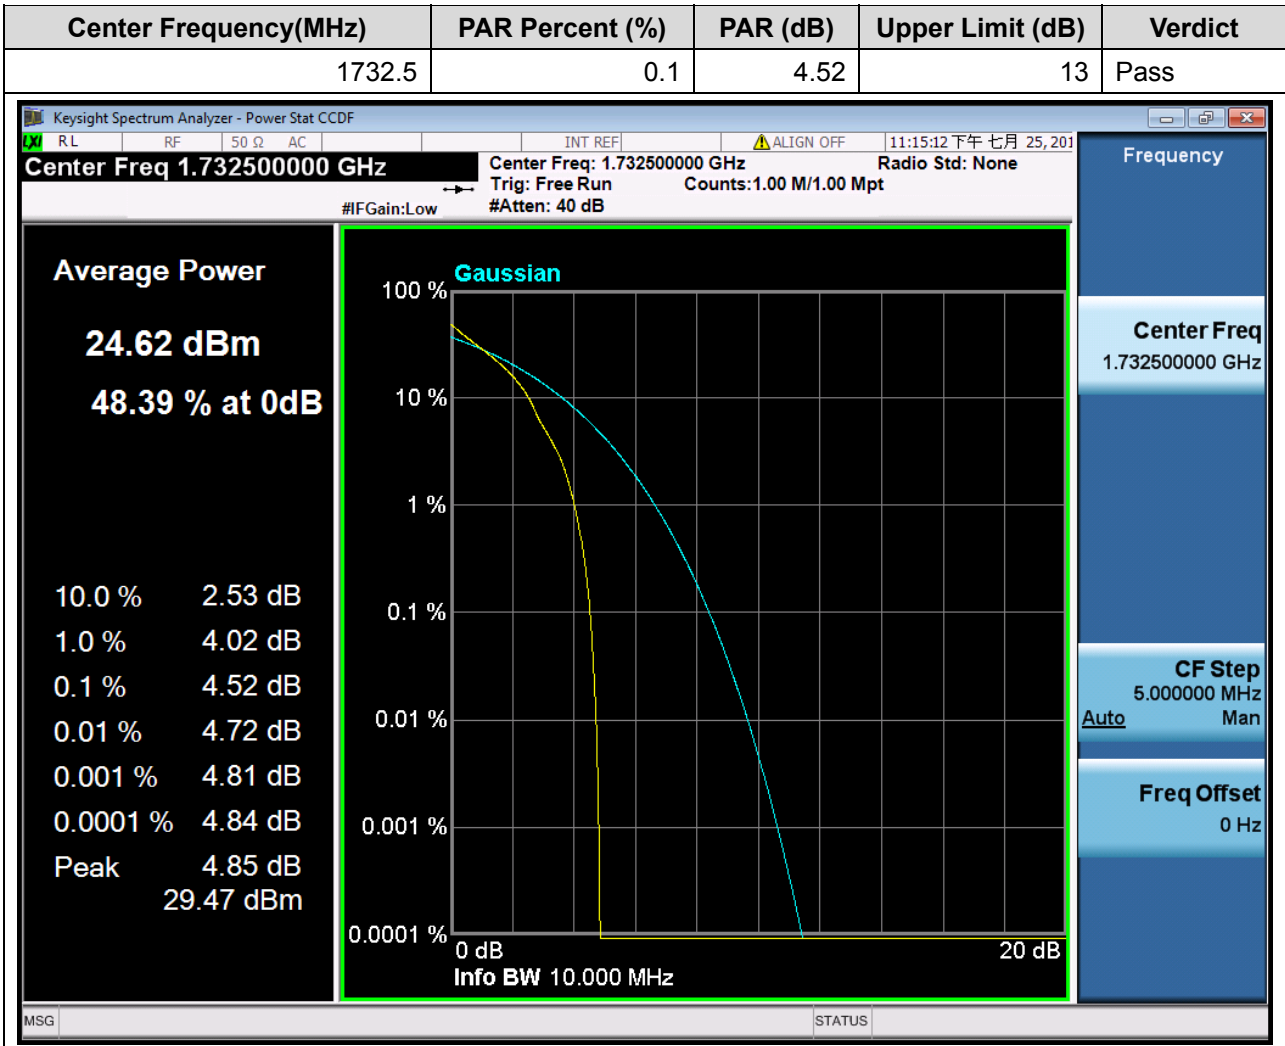 Center Frequency(MHz) PAR Percent (%) PAR (dB) Upper Limit (dB) Verdict
1732.5 0.1 4.52 13 Pass
Keysight Spectrum Analyzer - Power Stat CCDF
LXI RL RF 50 Ω AC INT REF ALIGN OFF 11:15:12 下午 七月 25, 201
Center Freq 1.732500000 GHz
Center Freq: 1.732500000 GHz Radio Std: None
Trig: Free Run Counts:1.00 M/1.00 Mpt
#IFGain:Low #Atten: 40 dB
Average Power
24.62 dBm
48.39 % at 0dB
10.0 % 2.53 dB
1.0 % 4.02 dB
0.1 % 4.52 dB
0.01 % 4.72 dB
0.001 % 4.81 dB
0.0001 % 4.84 dB
Peak 4.85 dB
29.47 dBm
Gaussian
100 %
10 %
1 %
0.1 %
0.01 %
0.001 %
0.0001 %
0 dB 20 dB
Info BW 10.000 MHz
Frequency
Center Freq
1.732500000 GHz
CF Step
5.000000 MHz
Auto Man
Freq Offset
0 Hz
MSG STATUS